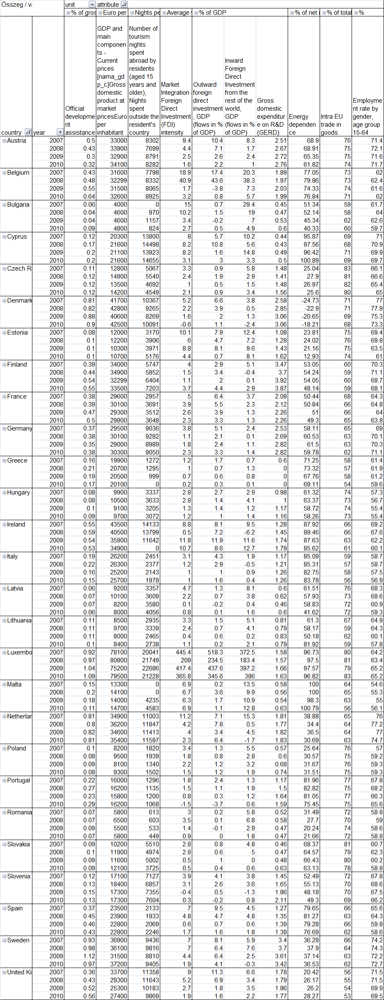 Összeg / va unit attribute
% of gros Euro per Nights pe Average v % of GDP % of net i % of total %
country year Official developme nt assistance GDP and main componen ts - Current prices [nama_gd p_c]Gross domestic product at market pricesEuro per inhabitant Number of tourism nights spent abroad by residents (aged 15 years and older), Nights spent outside the resident's country Market Integration - Foreign Direct Investment (FDI) intensity Outward foreign direct investment , GDP (flows in % of GDP) Inward Foreign Direct Investment from the rest of the world, GDP (flows in % of GDP) Gross domestic expenditur e on R&D (GERD) Energy dependen ce Intra EU trade in goods Employme nt rate by gender, age group 15-64
Austria 2007 0.5 33000 8302 9.4 10.4 8.3 2.51 68.9 76 71.4
2008 0.43 33900 7699 4.4 7.1 1.7 2.67 68.91 75 72.1
2009 0.3 32900 8791 2.5 2.6 2.4 2.72 65.35 75 71.6
2010 0.32 34100 8282 1.6 2.2 1 2.76 61.82 74 71.7
Belgium 2007 0.43 31600 7798 18.9 17.4 20.3 1.89 77.05 73 62
2008 0.48 32299 8332 40.9 43.6 38.3 1.97 79.86 73 62.4
2009 0.55 31500 8065 1.7 -3.8 7.3 2.03 74.33 74 61.6
2010 0.64 32600 8925 3.2 0.8 5.7 1.99 76.84 71 62
Bulgaria 2007 0.06 4000 0 15 0.7 29.4 0.45 51.34 59 61.7
2008 0.04 4600 970 10.2 1.5 19 0.47 52.14 58 64
2009 0.04 4600 1157 3.4 -0.2 7 0.53 45.34 62 62.6
2010 0.09 4800 824 2.7 0.5 4.9 0.6 40.33 60 59.7
Cyprus 2007 0.12 20300 13800 8 5.7 10.2 0.44 95.87 69 71
2008 0.17 21600 14498 8.2 10.8 5.6 0.43 97.56 68 70.9
2009 0.2 21100 13923 8.2 1.6 14.8 0.49 96.42 71 69.9
2010 0.2 21600 14655 3.1 3 3.3 0.5 100.89 69 69.7
Czech R 2007 0.11 12800 5067 3.3 0.9 5.8 1.48 25.04 83 66.1
2008 0.12 14800 5540 2.4 1.9 2.9 1.41 27.9 81 66.6
2009 0.12 13500 4692 1 0.5 1.5 1.48 26.97 82 65.4
2010 0.12 14200 4549 2.1 0.9 3.4 1.56 25.6 80 65
Denmark 2007 0.81 41700 10367 5.2 6.6 3.8 2.58 -24.73 71 77
2008 0.82 42800 9265 2.2 3.9 0.5 2.85 -22.9 71 77.9
2009 0.88 40600 8269 1.6 2 1.3 3.06 -20.65 69 75.3
2010 0.9 42500 10091 -0.6 1.1 -2.4 3.06 -18.21 68 73.3
Estonia 2007 0.08 12000 3170 10.1 7.9 12.4 1.08 23.81 75 69.4
2008 0.1 12200 3906 6 4.7 7.2 1.28 24.02 76 69.8
2009 0.1 10300 3971 8.8 8.1 9.6 1.43 21.16 75 63.5
2010 0.1 10700 5176 4.4 0.7 8.1 1.62 12.93 74 61
Finland 2007 0.39 34000 5747 4 2.9 5.1 3.47 53.05 60 70.3
2008 0.44 34900 5852 1.5 3.4 -0.4 3.7 54.24 59 71.1
2009 0.54 32299 6404 1.1 2 0.1 3.92 54.05 60 68.7
2010 0.55 33500 7203 3.7 4.4 2.9 3.87 48.14 59 68.1
France 2007 0.38 29600 2957 5 6.4 3.7 2.08 50.44 68 64.3
2008 0.39 30100 3691 3.9 5.5 2.3 2.12 50.84 66 64.8
2009 0.47 29300 3512 2.6 3.9 1.3 2.26 51 66 64
2010 0.5 29800 3648 2.3 3.3 1.3 2.26 49.3 65 63.8
Germany 2007 0.37 29500 9036 3.8 5.1 2.4 2.53 58.11 65 69
2008 0.38 30100 9282 1.1 2.1 0.1 2.69 60.53 63 70.1
2009 0.35 29000 8989 1.8 2.4 1.1 2.82 61.5 63 70.3
2010 0.38 30300 9050 2.3 3.3 1.4 2.82 59.78 62 71.1
Greece 2007 0.16 19900 1272 1.2 1.7 0.7 0.6 71.25 58 61.4
2008 0.21 20700 1295 1 0.7 1.3 0 73.32 57 61.9
2009 0.19 20500 999 0.7 0.6 0.8 0 67.76 58 61.2
2010 0.17 20100 0 0.2 0.3 0.1 0 69.11 54 59.6
Hungary 2007 0.08 9900 3337 2.8 2.7 2.9 0.98 61.32 74 57.3
2008 0.08 10500 3633 2.8 1.4 4.1 1 63.37 73 56.7
2009 0.1 9100 3205 1.3 1.4 1.2 1.17 58.72 74 55.4
2010 0.09 9700 3072 1.2 1 1.4 1.16 58.26 73 55.4
Ireland 2007 0.55 43500 14133 8.8 8.1 9.5 1.28 87.92 66 69.2
2008 0.59 40500 13799 0.5 7.2 -6.2 1.45 89.46 66 67.6
2009 0.54 35900 11642 11.8 11.9 11.6 1.74 87.63 63 62.2
2010 0.53 34900 0 10.7 8.6 12.7 1.79 85.62 61 60.1
Italy 2007 0.19 26200 2451 3.1 4.3 1.9 1.17 85.09 59 58.7
2008 0.22 26300 2377 1.2 2.9 -0.5 1.21 85.31 57 58.7
2009 0.16 25200 2143 1 1 0.9 1.26 82.75 58 57.5
2010 0.15 25700 1978 1 1.6 0.4 1.26 83.78 56 56.9
Latvia 2007 0.06 9200 3357 4.7 1.3 8.1 0.6 61.51 76 68.3
2008 0.07 10100 3609 2.2 0.7 3.8 0.62 57.93 73 68.6
2009 0.07 8200 3580 0.1 -0.2 0.4 0.46 58.83 72 60.9
2010 0.06 8000 4056 0.8 0.1 1.6 0.6 41.62 72 59.3
Lithuania 2007 0.11 8500 2935 3.3 1.5 5.1 0.81 61.3 67 64.9
2008 0.11 9700 3339 2.4 0.7 4.1 0.79 58.17 59 64.3
2009 0.11 8000 2465 0.4 0.6 0.2 0.83 50.18 62 60.1
2010 0.1 8400 2738 1.1 0.2 2.1 0.79 81.92 59 57.8
Luxembo 2007 0.92 78100 20041 445.4 518.3 372.5 1.58 96.73 80 64.2
2008 0.97 80800 21749 209 234.5 183.4 1.57 97.5 81 63.4
2009 1.04 75200 22686 417.4 437.6 397.2 1.66 97.57 79 65.2
2010 1.09 79500 21228 365.8 345.6 386 1.63 96.82 83 65.2
Malta 2007 0.15 13300 0 6.9 0.2 13.5 0.58 100 64 54.6
2008 0.2 14100 0 6.7 3.6 9.9 0.56 100 65 55.3
2009 0.18 14000 4235 6.3 1.7 10.9 0.54 98.3 63 55
2010 0.11 14700 4583 6.9 1.1 12.8 0.63 100.79 56 56.1
Netherlar 2007 0.81 34900 11003 11.2 7.1 15.3 1.81 38.88 65 76
2008 0.8 36200 11847 4.2 7.8 0.5 1.77 34.4 64 77.2
2009 0.82 34600 11413 4 3.4 4.5 1.82 36.5 64 77
2010 0.81 35400 11597 2.3 6.4 -1.7 1.83 30.69 63 74.7
Poland 2007 0.1 8200 1820 3.4 1.3 5.5 0.57 25.64 76 57
2008 0.08 9500 1939 1.8 0.8 2.8 0.6 30.57 75 59.2
2009 0.09 8100 1340 2.2 1.2 3.2 0.68 31.67 76 59.3
2010 0.08 9300 1502 1.5 1.2 1.9 0.74 31.51 75 59.3
Portugal 2007 0.22 16000 1296 1.8 2.4 1.3 1.17 81.96 77 67.8
2008 0.27 16200 1135 1.5 1.1 1.9 1.5 82.82 75 68.2
2009 0.23 15800 1200 0.8 0.3 1.2 1.64 81.05 77 66.3
2010 0.29 16200 1068 -1.5 -3.7 0.6 1.59 75.45 75 65.6
Romania 2007 0.07 5800 613 3 0.2 5.8 0.52 31.49 72 58.8
2008 0.07 6500 603 3.5 0.1 6.8 0.58 27.7 70 59
2009 0.09 5500 533 1.4 -0.1 2.9 0.47 20.24 74 58.6
2010 0.07 5800 449 0.9 0 1.8 0.47 21.66 72 58.8
Slovakia 2007 0.09 10200 5510 2.8 0.8 4.8 0.46 68.37 81 60.7
2008 0.1 11900 4974 2.8 0.6 5 0.47 64.57 79 62.3
2009 0.09 11600 5002 0.5 1 0 0.48 66.43 80 60.2
2010 0.09 12100 3725 0.5 0.4 0.6 0.63 63.13 78 58.8
Slovenia 2007 0.12 17100 7127 3.9 4.1 3.8 1.45 52.49 72 67.8
2008 0.13 18400 6857 3.1 2.6 3.6 1.65 55.13 70 68.6
2009 0.15 17300 7355 -0.4 0.5 -1.3 1.86 48.18 70 67.5
2010 0.13 17300 7604 0.3 -0.2 0.8 2.11 49.3 69 66.2
Spain 2007 0.37 23500 2133 7 9.5 4.5 1.27 79.65 66 65.6
2008 0.45 23900 1933 4.8 4.7 4.8 1.35 81.27 63 64.3
2009 0.46 22800 2069 0.6 0.7 0.6 1.39 79.28 66 59.8
2010 0.43 22800 2246 1.7 1.6 1.8 1.39 76.69 62 58.6
Sweden 2007 0.93 36900 9436 7 8.1 5.9 3.4 36.29 66 74.2
2008 0.98 36100 9816 7 6.4 7.6 3.7 37.9 64 74.3
2009 1.12 31500 8810 4.4 6.4 2.5 3.61 37.14 63 72.2
2010 0.97 37200 9405 1.9 4.1 -0.3 3.42 36.53 62 72.7
United Ki 2007 0.36 33700 11358 9 11.3 6.6 1.78 20.42 56 71.5
2008 0.43 29300 11643 5.2 6.9 3.4 1.79 26.17 55 71.5
2009 0.52 25300 10183 2.7 1.8 3.5 1.86 26.2 54 69.9
2010 0.56 27400 9869 1.9 1.6 2.2 1.77 28.27 53 69.5